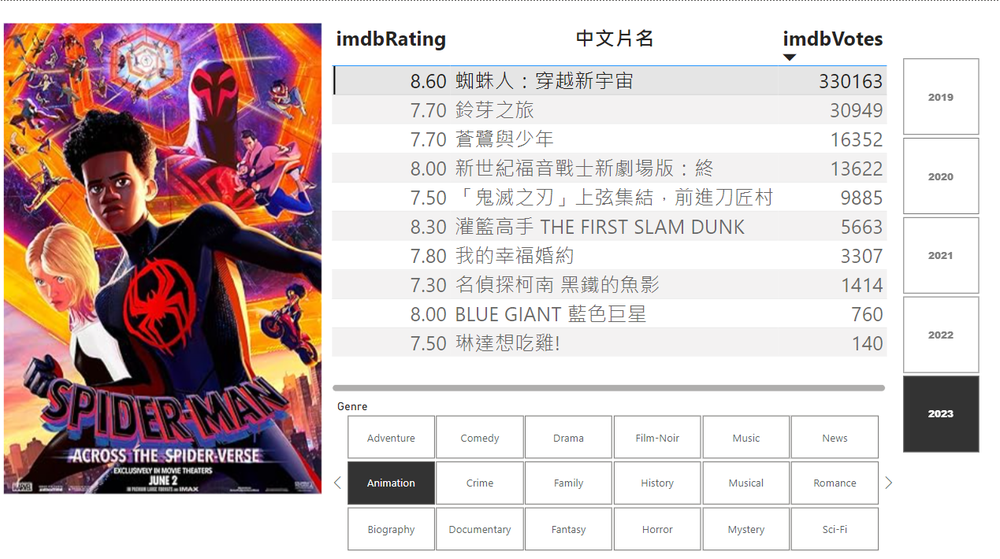 SPIDER-MAN
ACROSS THE SPIDER-VERSE
EXCLUSIVELY IN MOVIE THEATERS
JUNE 2
MARVEL
IMAX
imdbRating 中文片名 imdbVotes
8.60 蜘蛛人：穿越新宇宙 330163
7.70 鈴芽之旅 30949
7.70 蒼鷺與少年 16352
8.00 新世紀福音戰士新劇場版：終 13622
7.50 「鬼滅之刃」上弦集結，前進刀匠村 9885
8.30 灌籃高手 THE FIRST SLAM DUNK 5663
7.80 我的幸福婚約 3307
7.30 名偵探柯南 黑鐵的魚影 1414
8.00 BLUE GIANT 藍色巨星 760
7.50 琳達想吃雞! 140
2019
2020
2021
2022
2023
Genre
Adventure Comedy Drama Film-Noir Music News
Animation Crime Family History Musical Romance
Biography Documentary Fantasy Horror Mystery Sci-Fi